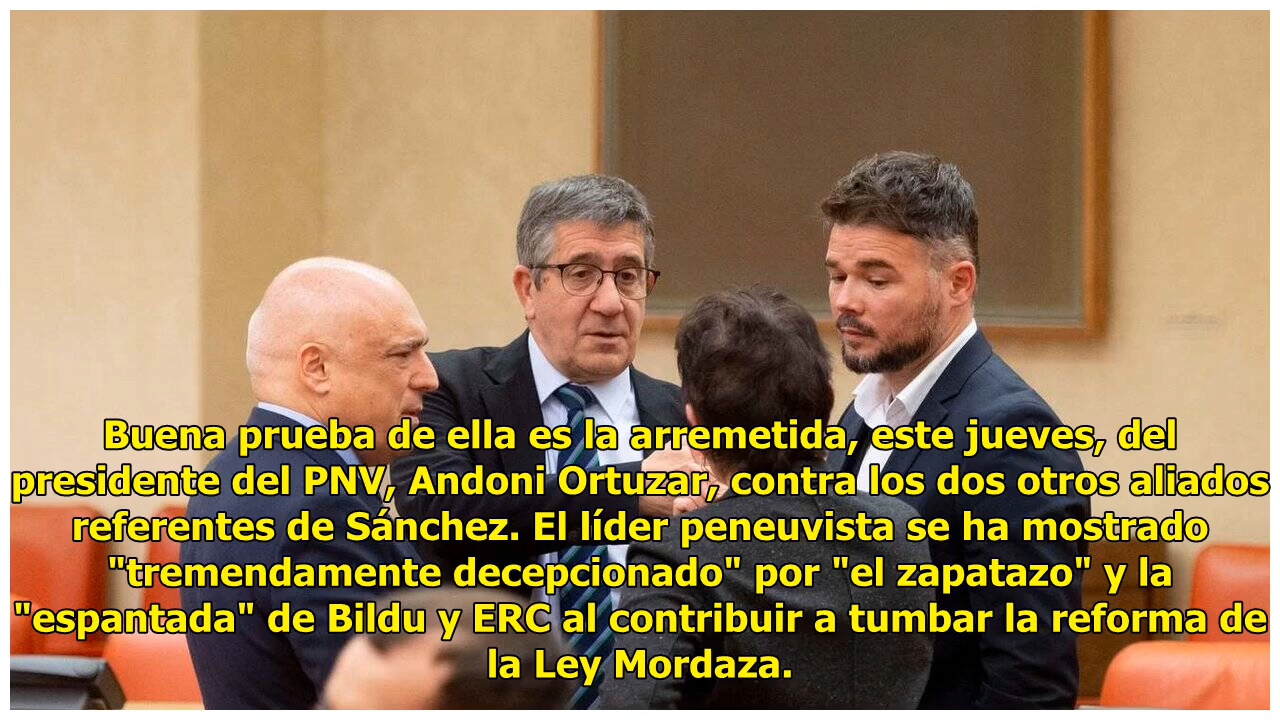 Buena prueba de ella es la arremetida, este jueves, del
presidente del PNV, Andoni Ortuzar, contra los dos otros aliados
referentes de Sánchez. El líder peneuvista se ha mostrado
"tremendamente decepcionado" por "el zapatazo" y la
"espantada" de Bildu y ERC al contribuir a tumbar la reforma de
la Ley Mordaza.